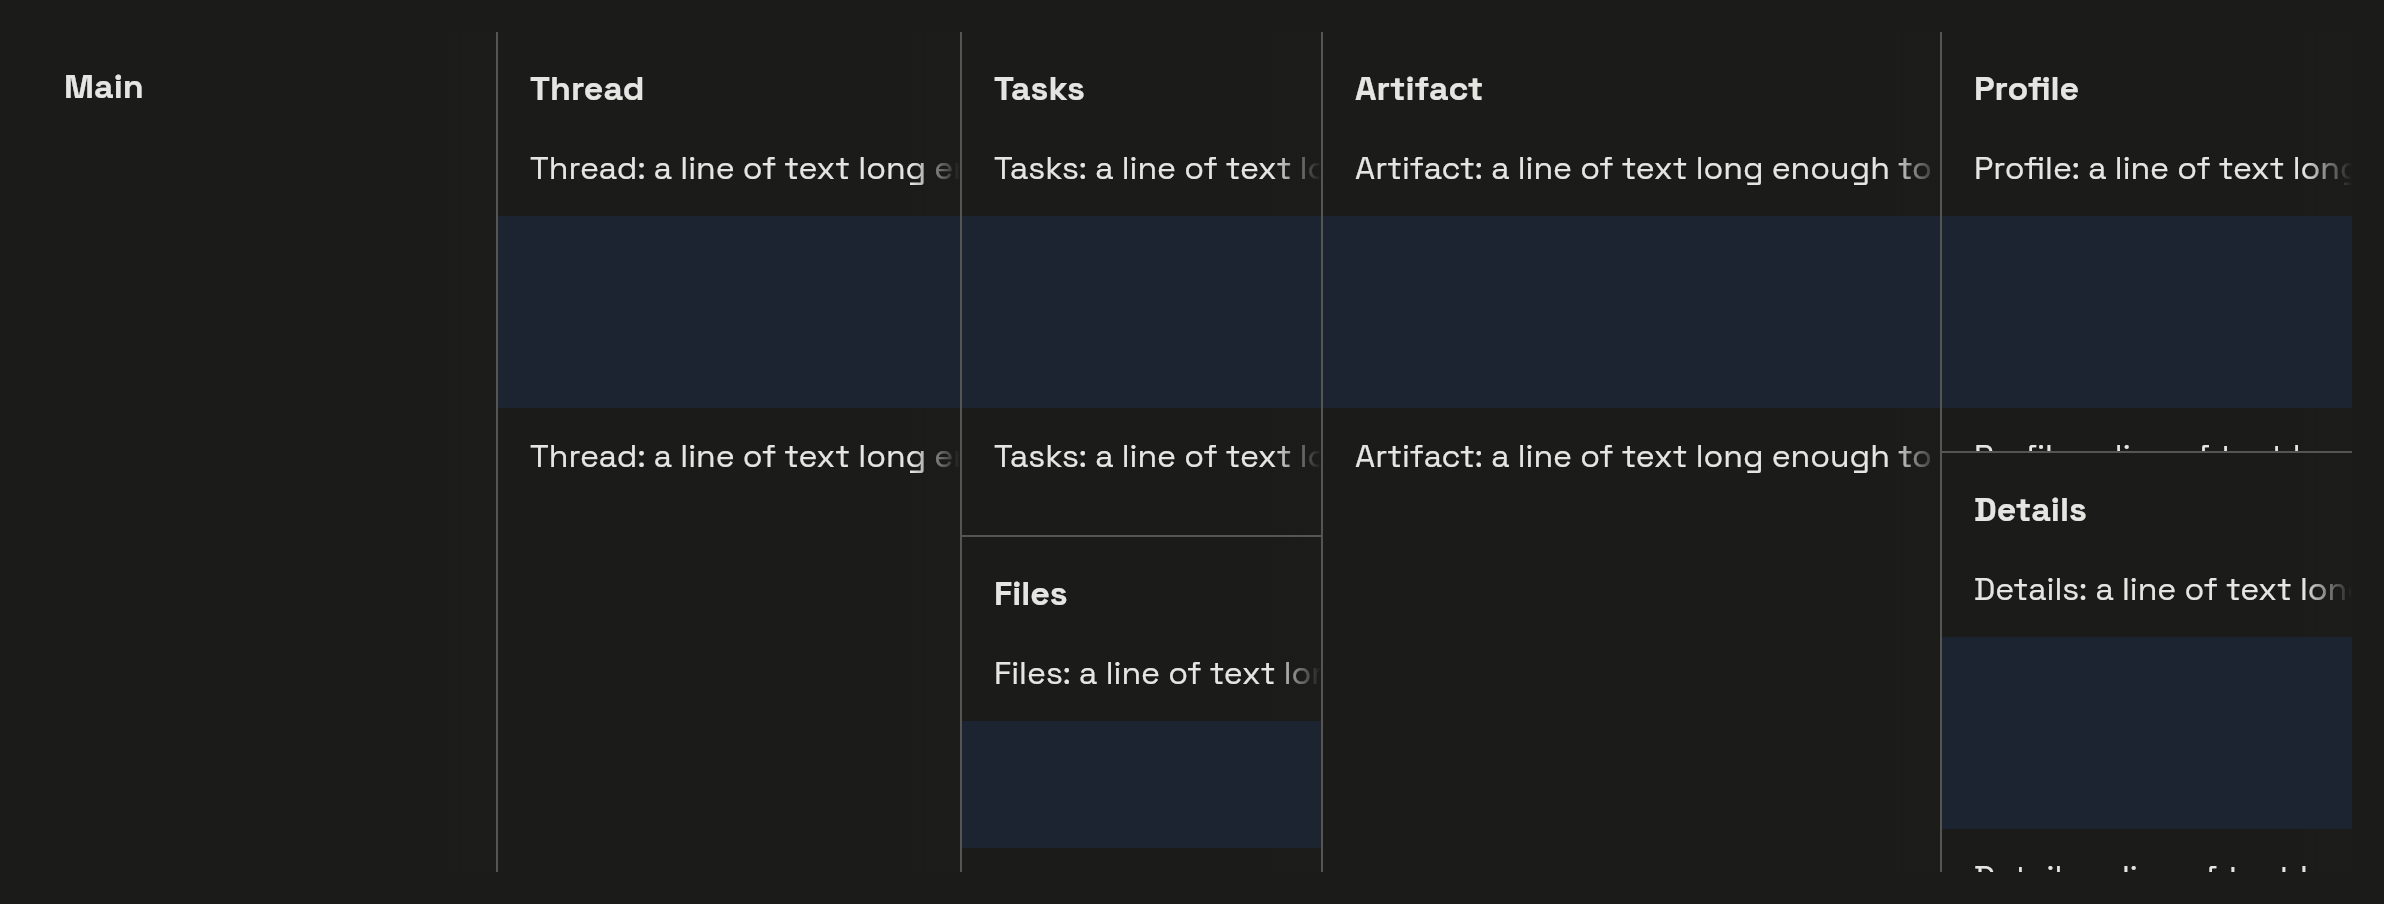 Main
Thread
Thread: a line of text long
Thread: a line of text long
Tasks
Tasks: a line of text
Tasks: a line of text
Files
Files: a line of text
Artifact
Artifact: a line of text long enough to
Artifact: a line of text long enough to
Profile
Profile: a line of text long
Details
Details: a line of text